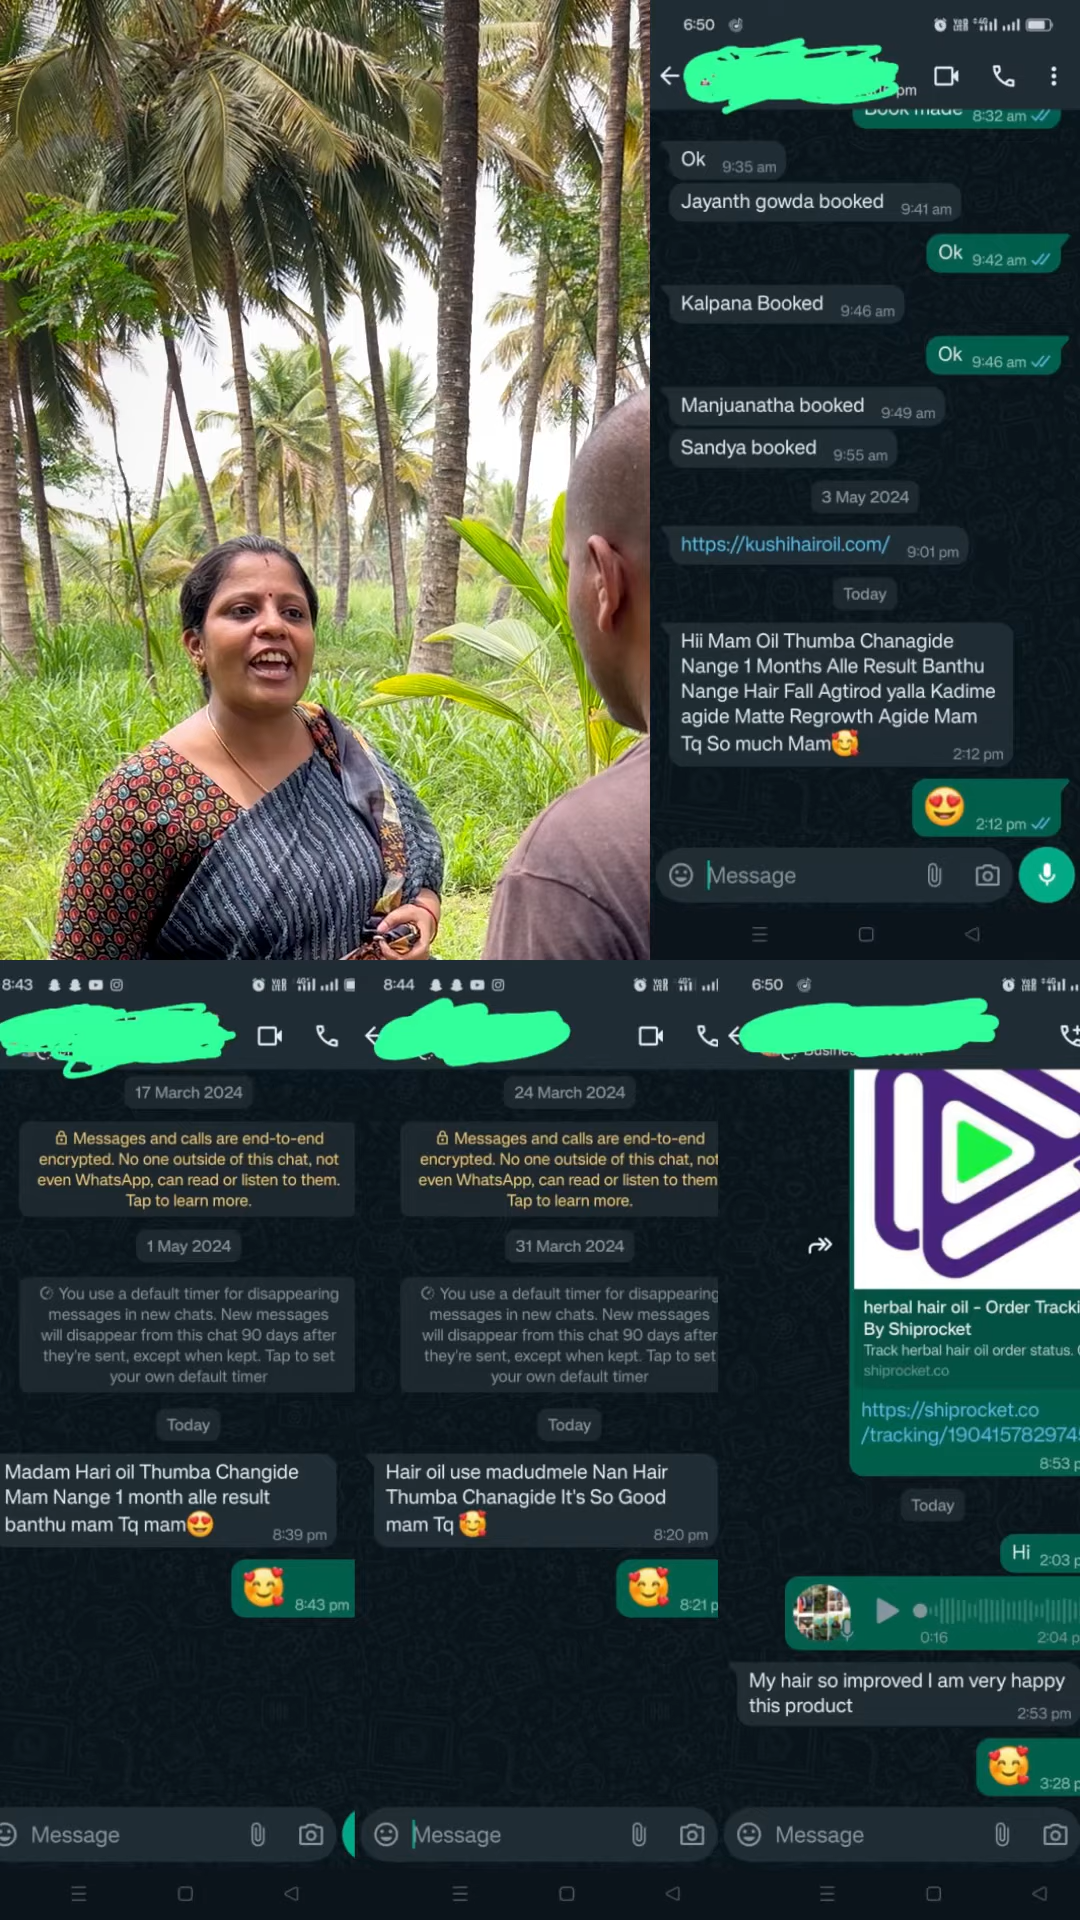 6:50
Book made 8:32 am
Ok 9:35 am
Jayanth gowda booked 9:41 am
Ok 9:42 am
Kalpana Booked 9:46 am
Ok 9:46 am
Manjuanatha booked 9:49 am
Sandya booked 9:55 am
3 May 2024
https://kushihairoil.com/ 9:01 pm
Today
Hii Mam Oil Thumba Chanagide
Nange 1 Months Alle Result Banthu
Nange Hair Fall Agtirod yalla Kadime
agide Matte Regrowth Agide Mam
Tq So much Mam🥰
2:12 pm
😍 2:12 pm
Message
8:43
17 March 2024
Messages and calls are end-to-end
encrypted. No one outside of this chat, not
even WhatsApp, can read or listen to them.
Tap to learn more.
1 May 2024
You use a default timer for disappearing
messages in new chats. New messages
will disappear from this chat 90 days after
they're sent, except when kept. Tap to set
your own default timer
Today
Madam Hari oil Thumba Changide
Mam Nange 1 month alle result
banthu mam Tq mam😍 8:39 pm
🥰 8:43 pm
Message
8:44
24 March 2024
Messages and calls are end-to-end
encrypted. No one outside of this chat, not
even WhatsApp, can read or listen to them
Tap to learn more.
31 March 2024
You use a default timer for disappearing
messages in new chats. New messages
will disappear from this chat 90 days after
they're sent, except when kept. Tap to set
your own default timer
Today
Hair oil use madudmele Nan Hair
Thumba Chanagide It's So Good
mam Tq 🥰 8:20 pm
🥰 8:21 p
Message
6:50
herbal hair oil - Order Tracki
By Shiprocket
Track herbal hair oil order status.
shiprocket.co
https://shiprocket.co
/tracking/1904157829745
8:53 p
Today
Hi 2:03 p
0:16 2:04 p
My hair so improved I am very happy
this product 2:53 pm
🥰 3:28 p
Message